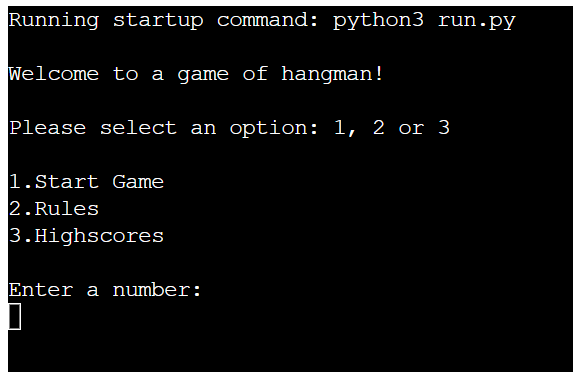 Running startup command: python3 run.py
Welcome to a game of hangman!
Please select an option: 1, 2 or 3
1.Start Game
2.Rules
3.Highscores
Enter a number: